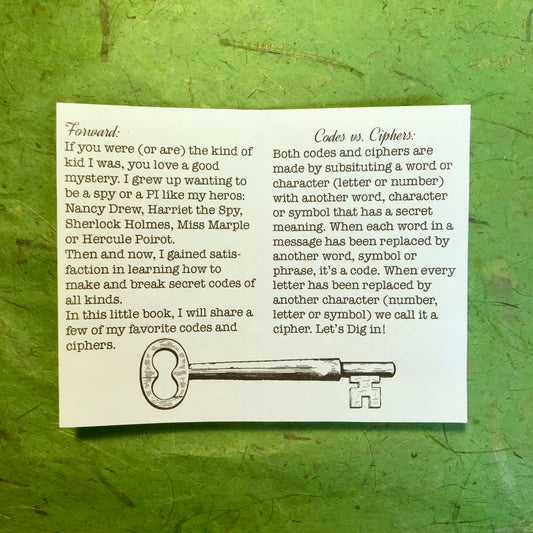 Forward:
If you were (or are) the kind of
kid I was, you love a good
mystery. I grew up wanting to
be a spy or a PI like my heros:
Nancy Drew, Harriet the Spy,
Sherlock Holmes, Miss Marple
or Hercule Poirot.
Then and now, I gained satis-
faction in learning how to
make and break secret codes of
all kinds.
In this little book, I will share a
few of my favorite codes and
ciphers.
Codes vs. Ciphers:
Both codes and ciphers are
made by subsituting a word or
character (letter or number)
with another word, character
or symbol that has a secret
meaning. When each word in a
message has been replaced by
another word, symbol or
phrase, it's a code. When every
letter has been replaced by
another character (number,
letter or symbol) we call it a
cipher. Let's Dig in!